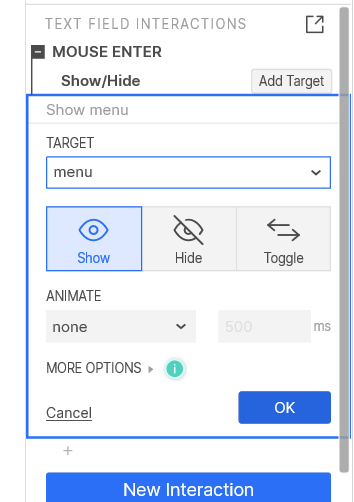 TEXT FIELD INTERACTIONS
MOUSE ENTER
Show/Hide Add Target
Show menu
TARGET
menu
Show Hide Toggle
ANIMATE
none 500 ms
MORE OPTIONS i
Cancel OK
+
New Interaction